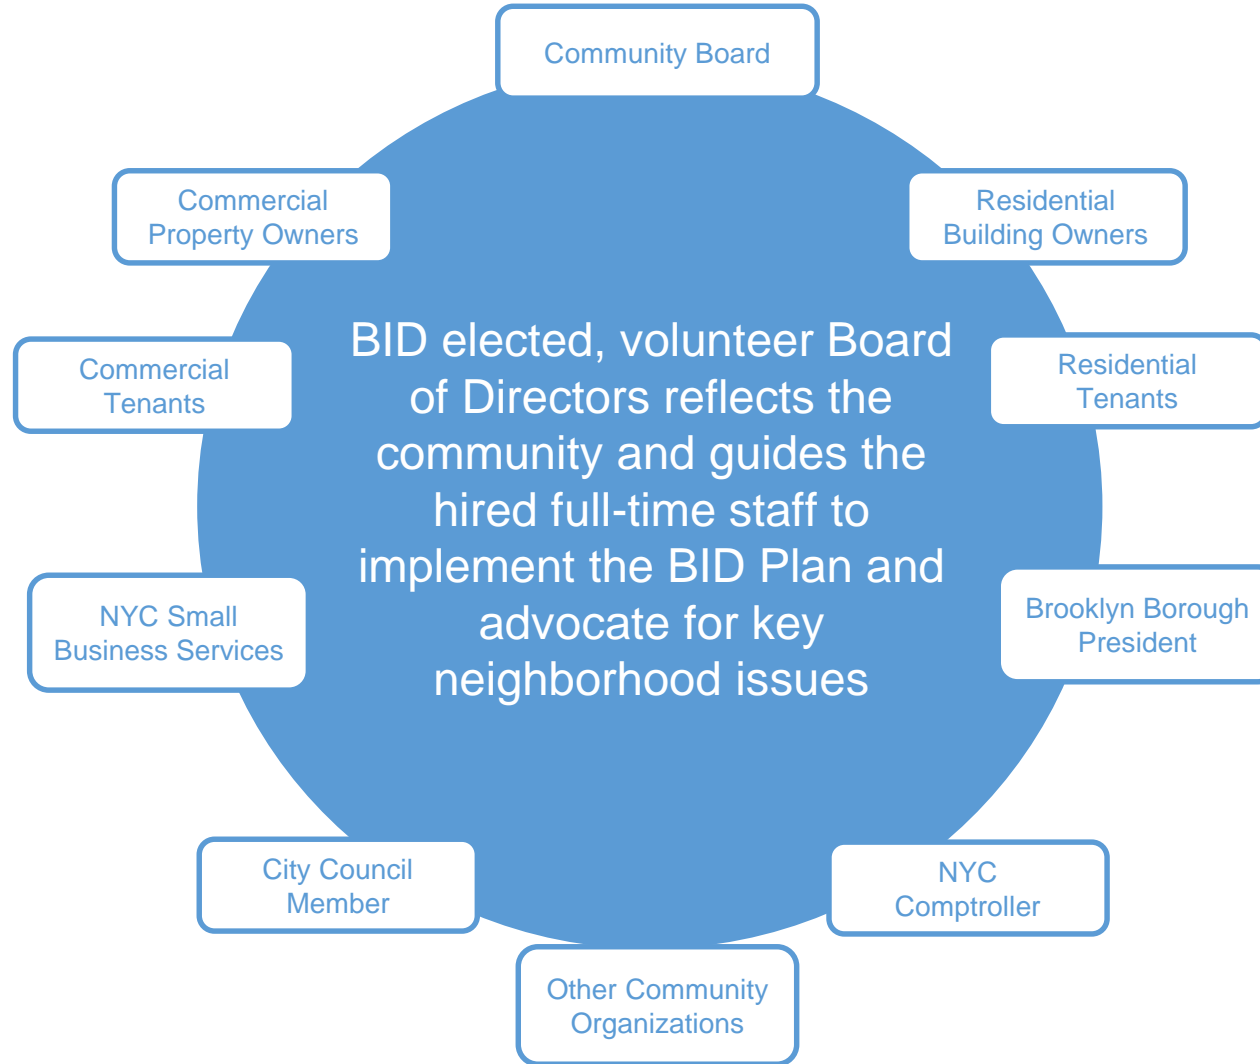 Community Board
Commercial
Property Owners
Residential
Building Owners
Commercial
Tenants
Residential
Tenants
BID elected, volunteer Board
of Directors reflects the
community and guides the
hired full-time staff to
implement the BID Plan and
advocate for key
neighborhood issues
NYC Small
Business Services
Brooklyn Borough
President
City Council
Member
NYC
Comptroller
Other Community
Organizations